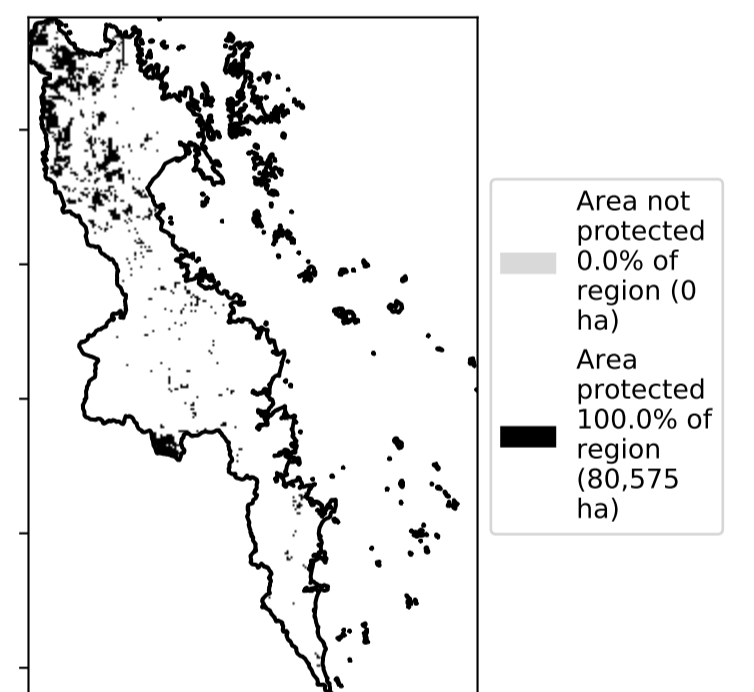 Area not
protected
0.0% of
region (0
ha)
Area
protected
100.0% of
region
(80,575
ha)